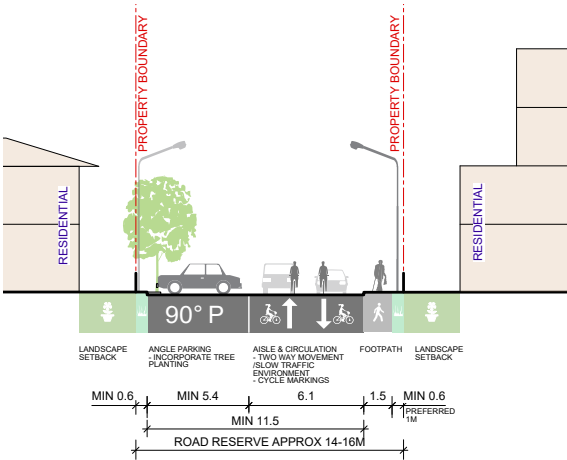 PROPERTY BOUNDARY
PROPERTY BOUNDARY
RESIDENTIAL
RESIDENTIAL
90° P
LANDSCAPE
SETBACK
ANGLE PARKING
- INCORPORATE TREE
PLANTING
AISLE & CIRCULATION
- TWO WAY MOVEMENT
/SLOW TRAFFIC
ENVIRONMENT
- CYCLE MARKINGS
FOOTPATH
LANDSCAPE
SETBACK
MIN 0.6
MIN 5.4
6.1
1.5
MIN 0.6
PREFERRED
1M
MIN 11.5
ROAD RESERVE APPROX 14-16M